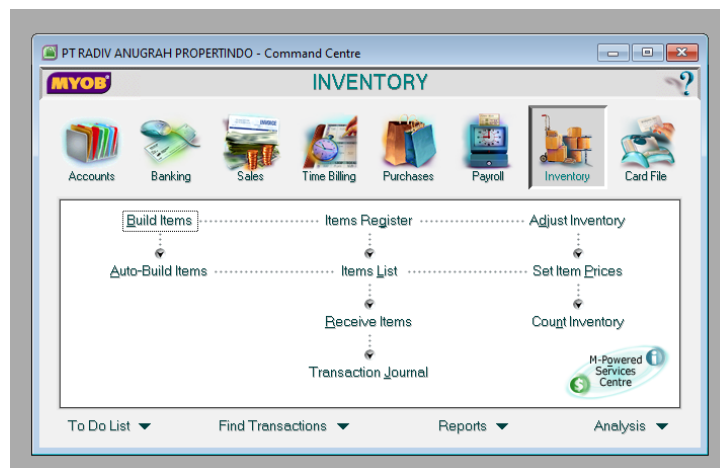 PT RADIV ANUGRAH PROPERTINDO - Command Centre
MYOB INVENTORY
Accounts Banking Sales Time Billing Purchases Payroll Inventory Card File
Build Items Items Register Adjust Inventory
Auto-Build Items Items List Set Item Prices
Receive Items Count Inventory
Transaction Journal
M-Powered
Services
Centre
To Do List Find Transactions Reports Analysis